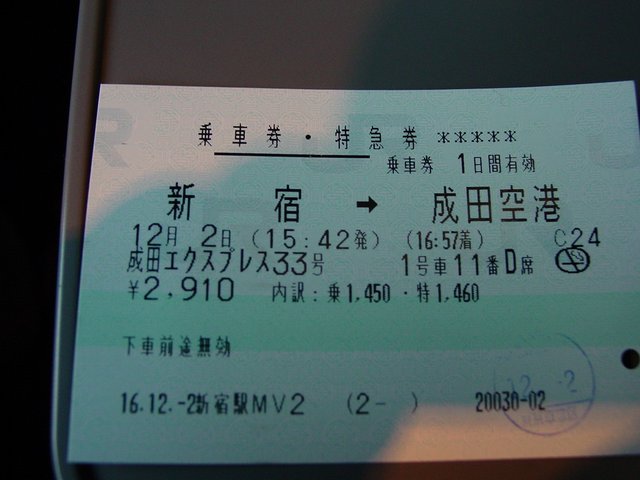 乗車券・特急券 *****
乗車券 1日間有効
新宿 → 成田空港
12月 2日 (15:42発) (16:57着) C24
成田エクスプレス33号 1号車11番D席
¥2,910 内訳:乗1,450・特1,460
下車前途無効
16.12.-2新宿駅MV2 (2- ) 20030-02
12.-2